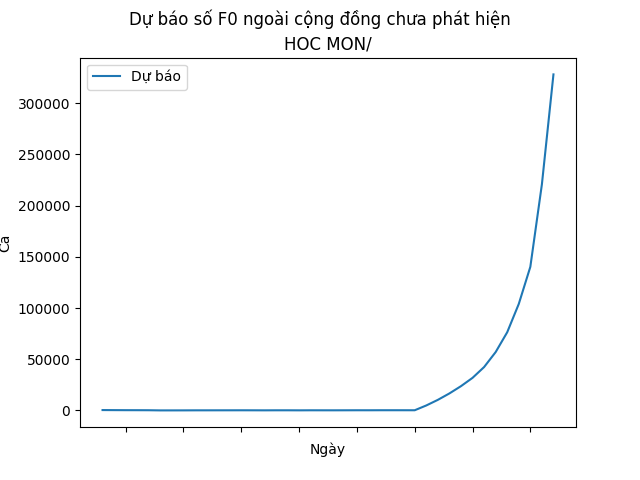 Dự báo số F0 ngoài cộng đồng chưa phát hiện
HOC MON/
Dự báo
300000
250000
200000
150000
100000
50000
0
Ca
Ngày